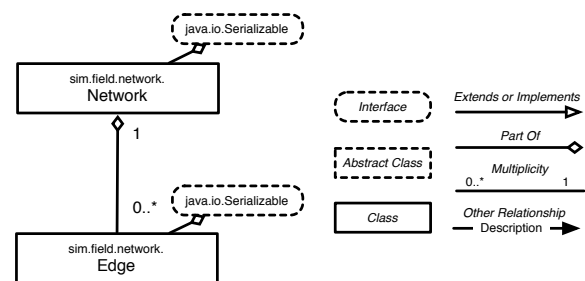 java.io.Serializable
sim.field.network.
Network
1
0..*
java.io.Serializable
sim.field.network.
Edge
Interface
Extends or Implements
Part Of
Abstract Class
Multiplicity
0..* 1
Class
Other Relationship
Description